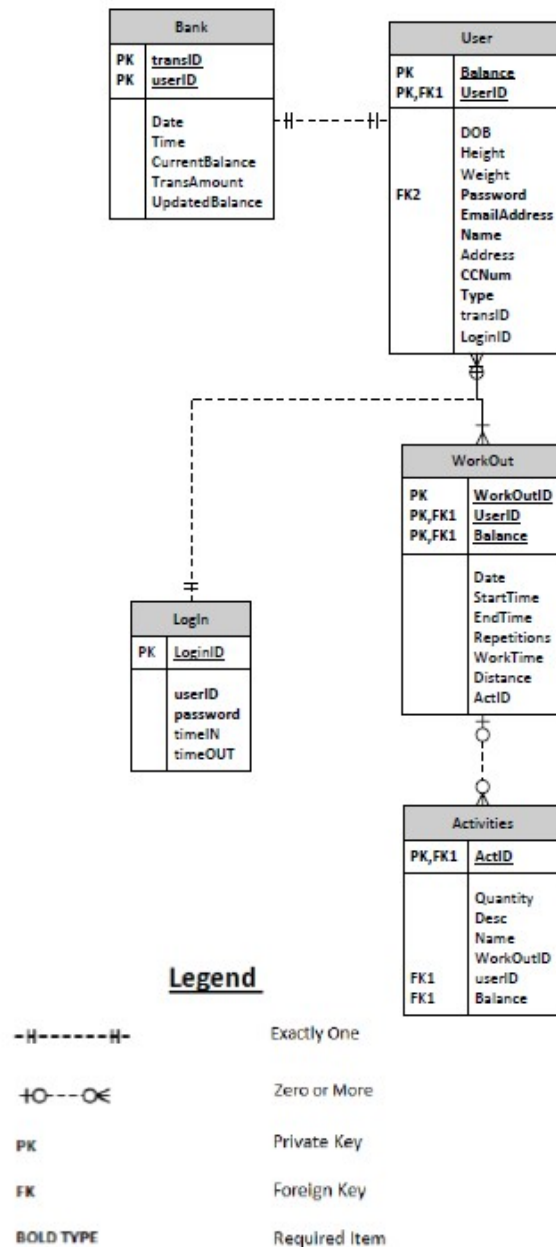 Bank
PK transID
PK userID
Date
Time
CurrentBalance
TransAmount
UpdatedBalance
User
PK Balance
PK,FK1 UserID
DOB
Height
Weight
FK2 Password
EmailAddress
Name
Address
CCNum
Type
transID
LoginID
WorkOut
PK WorkOutID
PK,FK1 UserID
PK,FK1 Balance
Date
StartTime
EndTime
Repetitions
WorkTime
Distance
ActID
LogIn
PK LoginID
userID
password
timeIN
timeOUT
Activities
PK,FK1 ActID
Quantity
Desc
Name
WorkOutID
FK1 userID
FK1 Balance
Legend
Exactly One
Zero or More
PK Private Key
FK Foreign Key
BOLD TYPE Required Item